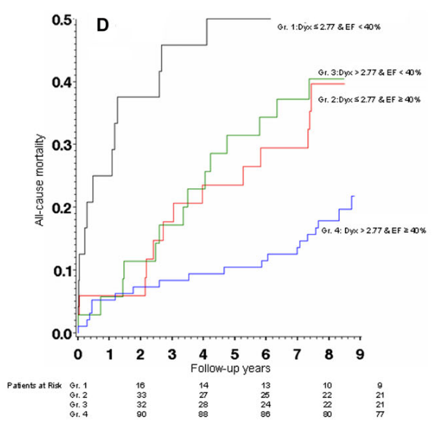 D
0.5
0.4
0.3
0.2
0.1
0.0
All-cause mortality
Gr. 1:Dyx ≤ 2.77 & EF < 40%
Gr. 3:Dyx > 2.77 & EF < 40%
Gr. 2:Dyx ≤ 2.77 & EF ≥ 40%
Gr. 4: Dyx > 2.77 & EF ≥ 40%
0 1 2 3 4 5 6 7 8 9
Follow-up years
Patients at Risk Gr. 1 16 14 13 10 9
Gr. 2 33 27 25 22 21
Gr. 3 32 28 24 22 21
Gr. 4 90 88 86 80 77